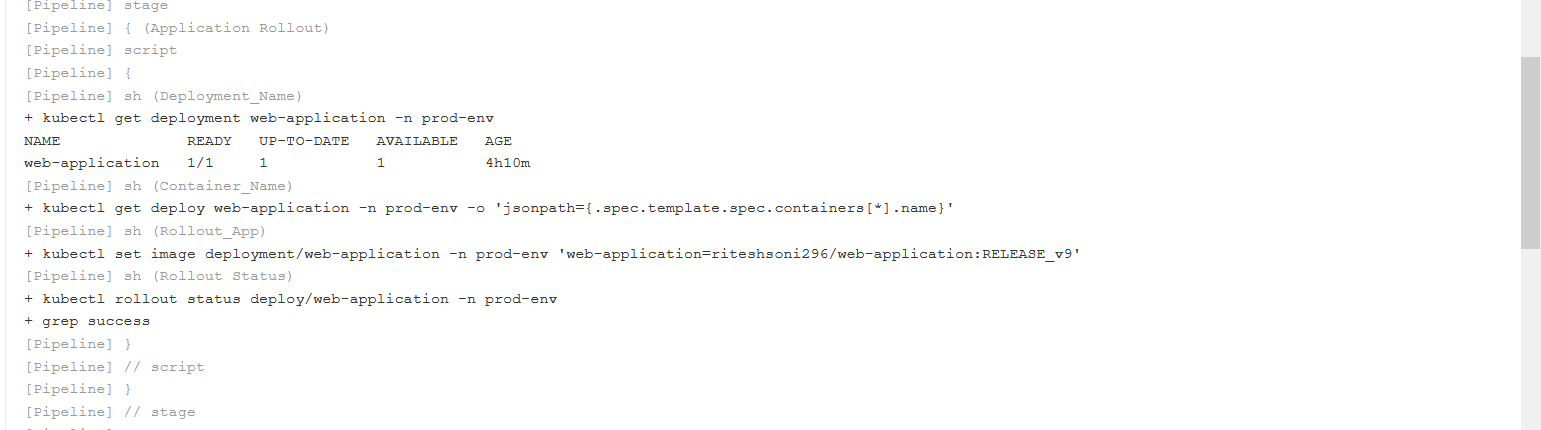 [Pipeline] stage
[Pipeline] { (Application Rollout)
[Pipeline] script
[Pipeline] {
[Pipeline] sh (Deployment_Name)
+ kubectl get deployment web-application -n prod-env
NAME READY UP-TO-DATE AVAILABLE AGE
web-application 1/1 1 1 4h10m
[Pipeline] sh (Container_Name)
+ kubectl get deploy web-application -n prod-env -o 'jsonpath={.spec.template.spec.containers[*].name}'
[Pipeline] sh (Rollout_App)
+ kubectl set image deployment/web-application -n prod-env 'web-application=riteshsoni296/web-application:RELEASE_v9'
[Pipeline] sh (Rollout Status)
+ kubectl rollout status deploy/web-application -n prod-env
+ grep success
[Pipeline] }
[Pipeline] // script
[Pipeline] }
[Pipeline] // stage